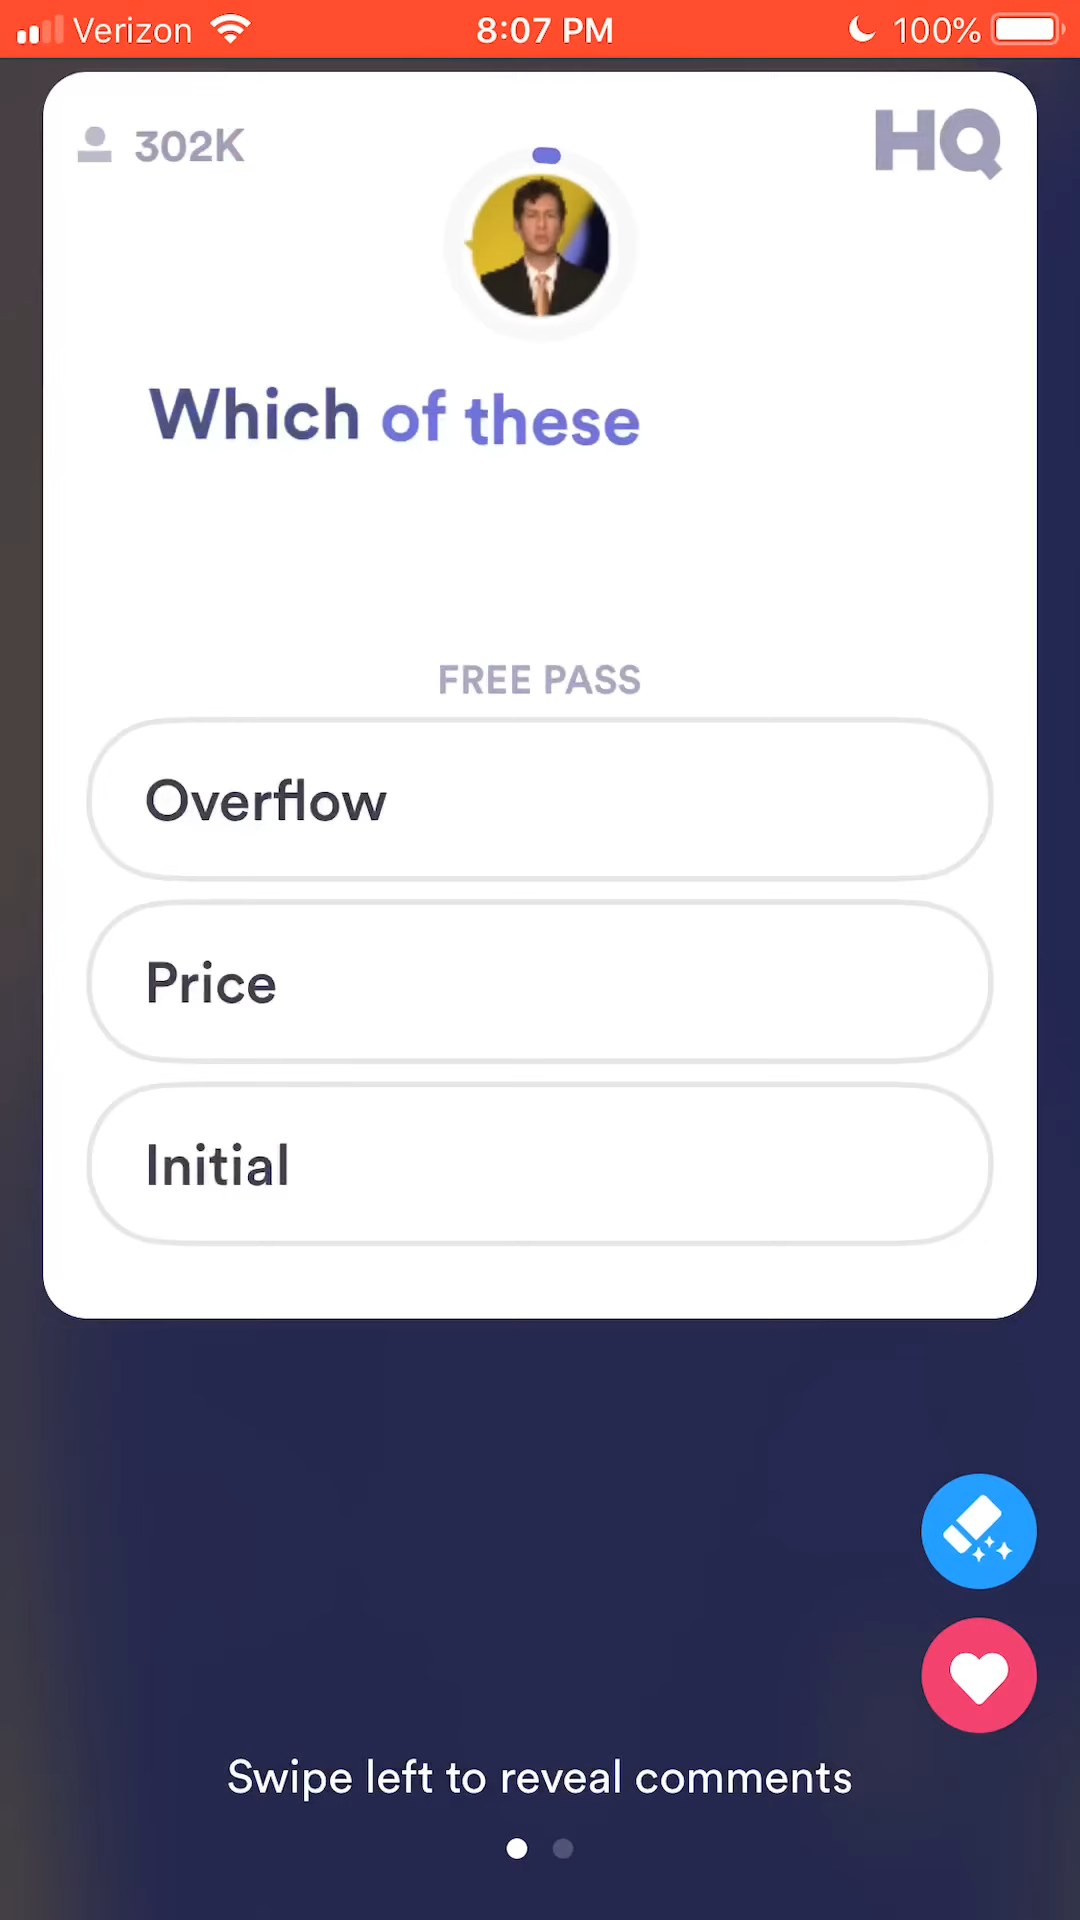 Verizon 8:07 PM 100%
302K
HQ
Which of these
FREE PASS
Overflow
Price
Initial
Swipe left to reveal comments